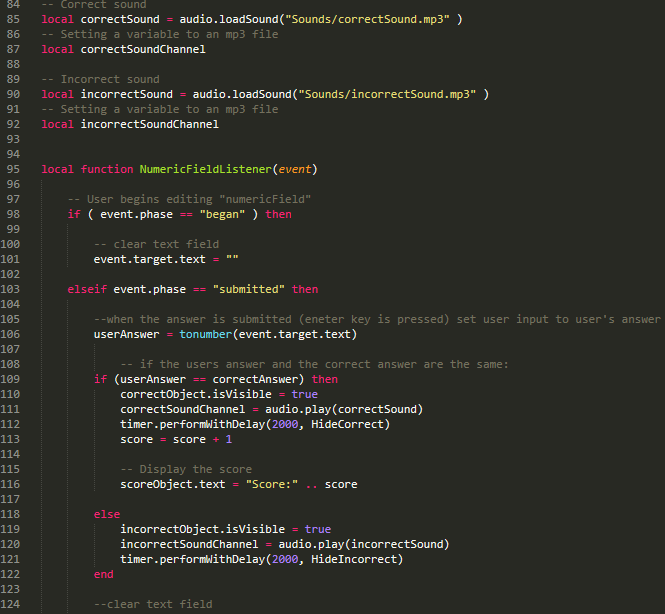 84 -- Correct sound
85 local correctSound = audio.loadSound("Sounds/correctSound.mp3" )
86 -- Setting a variable to an mp3 file
87 local correctSoundChannel
88
89 -- Incorrect sound
90 local incorrectSound = audio.loadSound("Sounds/incorrectSound.mp3" )
91 -- Setting a variable to an mp3 file
92 local incorrectSoundChannel
93
94
95 local function NumericFieldListener(event)
96
97     -- User begins editing "numericField"
98     if ( event.phase == "began" ) then
99
100         -- clear text field
101         event.target.text = ""
102
103     elseif event.phase == "submitted" then
104
105         --when the answer is submitted (eneter key is pressed) set user input to user's answer
106         userAnswer = tonumber(event.target.text)
107
108             -- if the users answer and the correct answer are the same:
109         if (userAnswer == correctAnswer) then
110             correctObject.isVisible = true
111             correctSoundChannel = audio.play(correctSound)
112             timer.performWithDelay(2000, HideCorrect)
113             score = score + 1
114
115             -- Display the score
116             scoreObject.text = "Score:" .. score
117
118         else
119             incorrectObject.isVisible = true
120             incorrectSoundChannel = audio.play(incorrectSound)
121             timer.performWithDelay(2000, HideIncorrect)
122         end
123
124         --clear text field